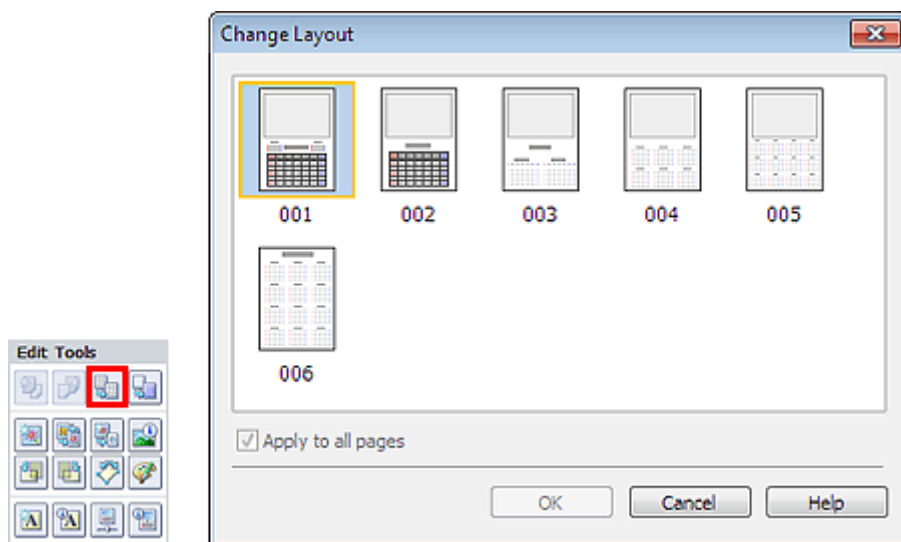 Change Layout
001 002 003 004 005
006
Edit Tools
Apply to all pages
OK Cancel Help